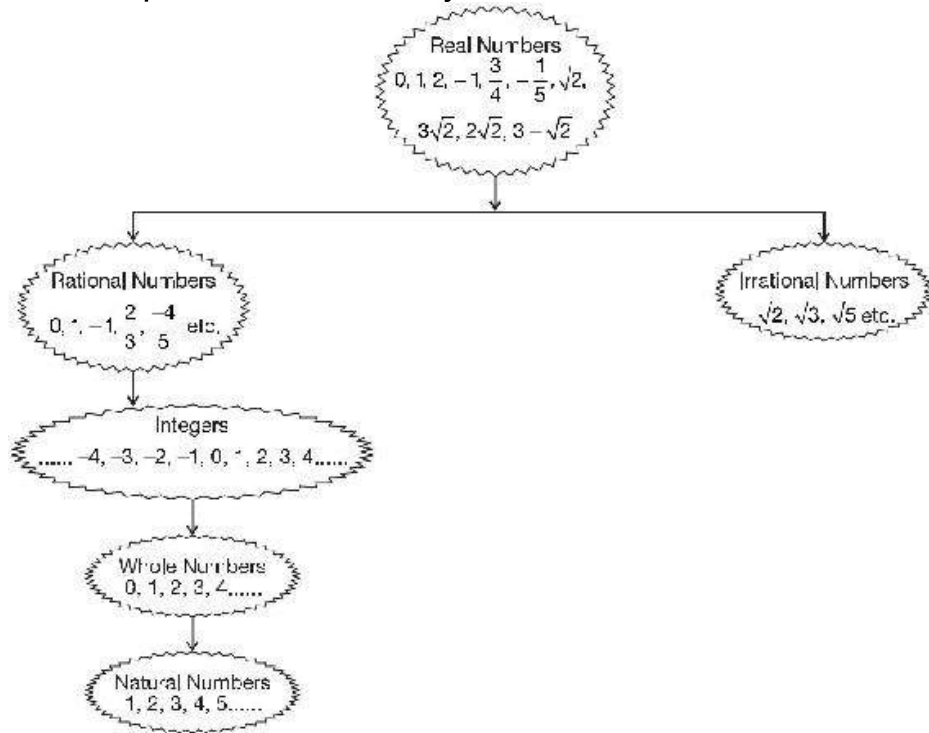 Real Numbers
0, 1, 2, −1, 3/4, −1/5, √2,
3√2, 2√2, 3 − √2
Rational Numbers
0, 1, −1, 2/3, −4/5 etc.
Irrational Numbers
√2, √3, √5 etc.
Integers
...... −4, −3, −2, −1, 0, 1, 2, 3, 4......
Whole Numbers
0, 1, 2, 3, 4......
Natural Numbers
1, 2, 3, 4, 5......